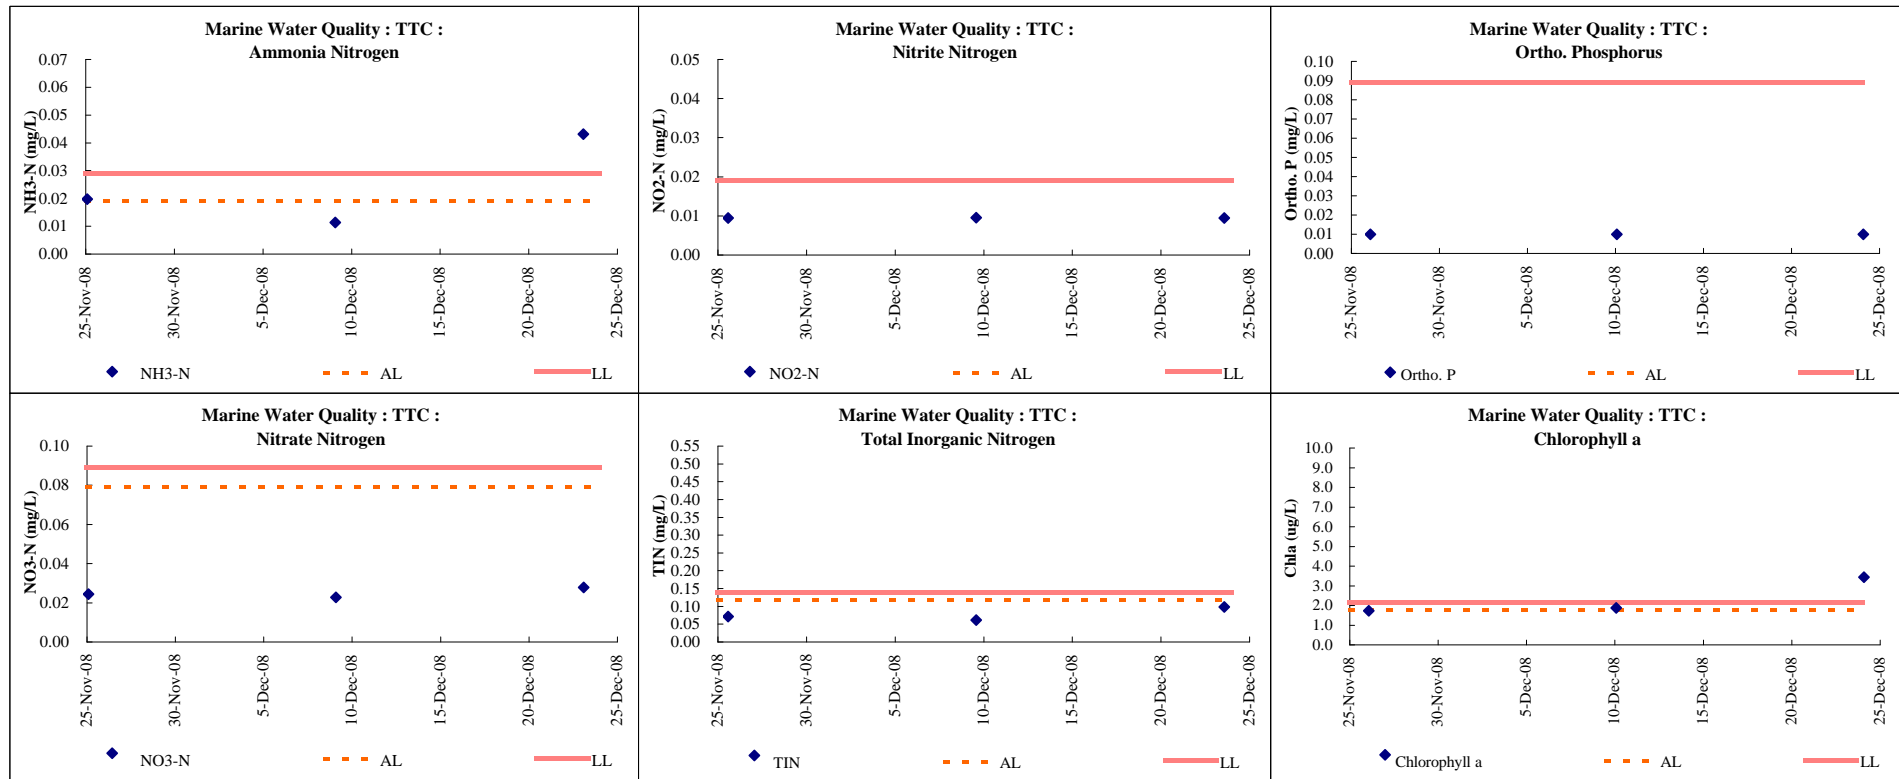 Marine Water Quality : TTC :
Ammonia Nitrogen
0.07
0.06
0.05
0.04
0.03
0.02
0.01
0.00
NH3-N (mg/L)
25-Nov-08
30-Nov-08
5-Dec-08
10-Dec-08
15-Dec-08
20-Dec-08
25-Dec-08
NH3-N AL LL
Marine Water Quality : TTC :
Nitrite Nitrogen
0.05
0.04
0.03
0.02
0.01
0.00
NO2-N (mg/L)
25-Nov-08
30-Nov-08
5-Dec-08
10-Dec-08
15-Dec-08
20-Dec-08
25-Dec-08
NO2-N AL LL
Marine Water Quality : TTC :
Ortho. Phosphorus
0.10
0.09
0.08
0.07
0.06
0.05
0.04
0.03
0.02
0.01
0.00
Ortho. P (mg/L)
25-Nov-08
30-Nov-08
5-Dec-08
10-Dec-08
15-Dec-08
20-Dec-08
25-Dec-08
Ortho. P AL LL
Marine Water Quality : TTC :
Nitrate Nitrogen
0.10
0.08
0.06
0.04
0.02
0.00
NO3-N (mg/L)
25-Nov-08
30-Nov-08
5-Dec-08
10-Dec-08
15-Dec-08
20-Dec-08
25-Dec-08
NO3-N AL LL
Marine Water Quality : TTC :
Total Inorganic Nitrogen
0.55
0.50
0.45
0.40
0.35
0.30
0.25
0.20
0.15
0.10
0.05
0.00
TIN (mg/L)
25-Nov-08
30-Nov-08
5-Dec-08
10-Dec-08
15-Dec-08
20-Dec-08
25-Dec-08
TIN AL LL
Marine Water Quality : TTC :
Chlorophyll a
10.0
9.0
8.0
7.0
6.0
5.0
4.0
3.0
2.0
1.0
0.0
Chla (ug/L)
25-Nov-08
30-Nov-08
5-Dec-08
10-Dec-08
15-Dec-08
20-Dec-08
25-Dec-08
Chlorophyll a AL LL